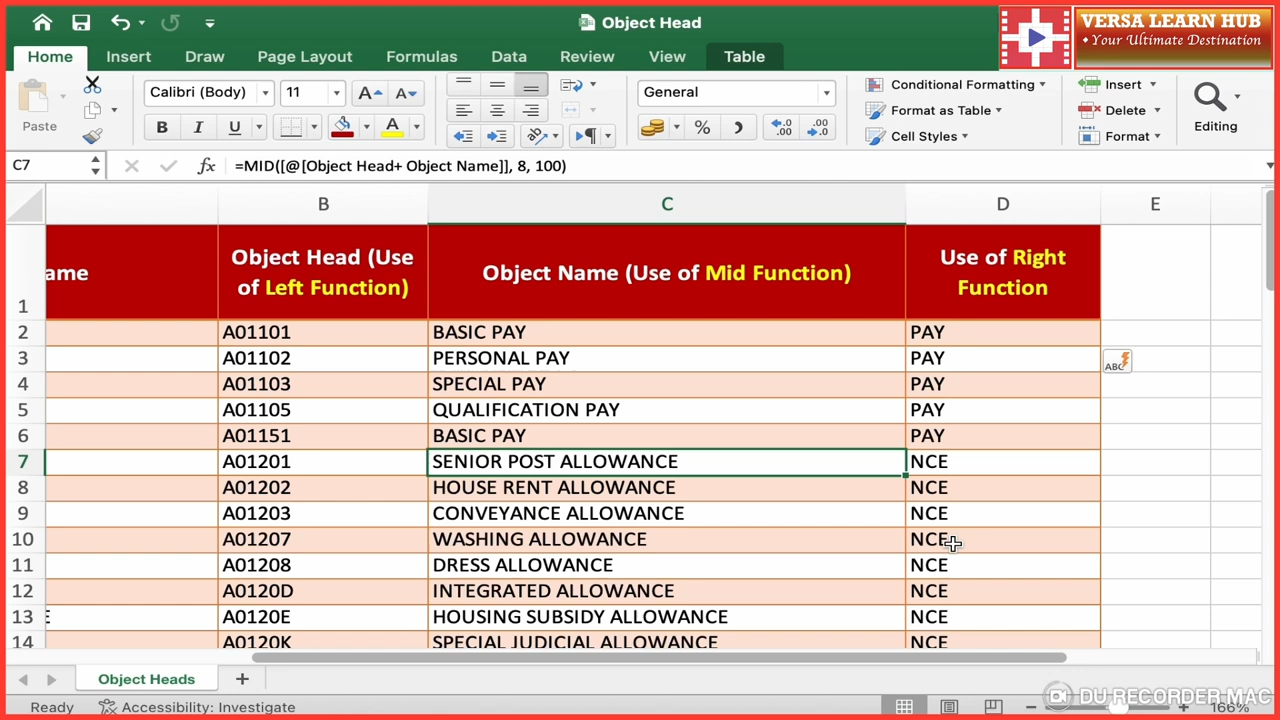 Object Head
VERSA LEARN HUB
• Your Ultimate Destination
Home Insert Draw Page Layout Formulas Data Review View Table
Paste
Calibri (Body) 11
A A
B I U A
General
% .0 .00 .00 .0
Conditional Formatting
Format as Table
Cell Styles
Insert
Delete
Format
Editing
C7 fx =MID([@[Object Head+ Object Name]], 8, 100)
B C D E
1 ame Object Head (Use of Left Function) Object Name (Use of Mid Function) Use of Right Function
2 A01101 BASIC PAY PAY
3 A01102 PERSONAL PAY PAY ABC
4 A01103 SPECIAL PAY PAY
5 A01105 QUALIFICATION PAY PAY
6 A01151 BASIC PAY PAY
7 A01201 SENIOR POST ALLOWANCE NCE
8 A01202 HOUSE RENT ALLOWANCE NCE
9 A01203 CONVEYANCE ALLOWANCE NCE
10 A01207 WASHING ALLOWANCE NCE
11 A01208 DRESS ALLOWANCE NCE
12 A0120D INTEGRATED ALLOWANCE NCE
13 E A0120E HOUSING SUBSIDY ALLOWANCE NCE
14 A0120K SPECIAL JUDICIAL ALLOWANCE NCE
Object Heads +
Ready Accessibility: Investigate 166%
DU RECORDER MAC